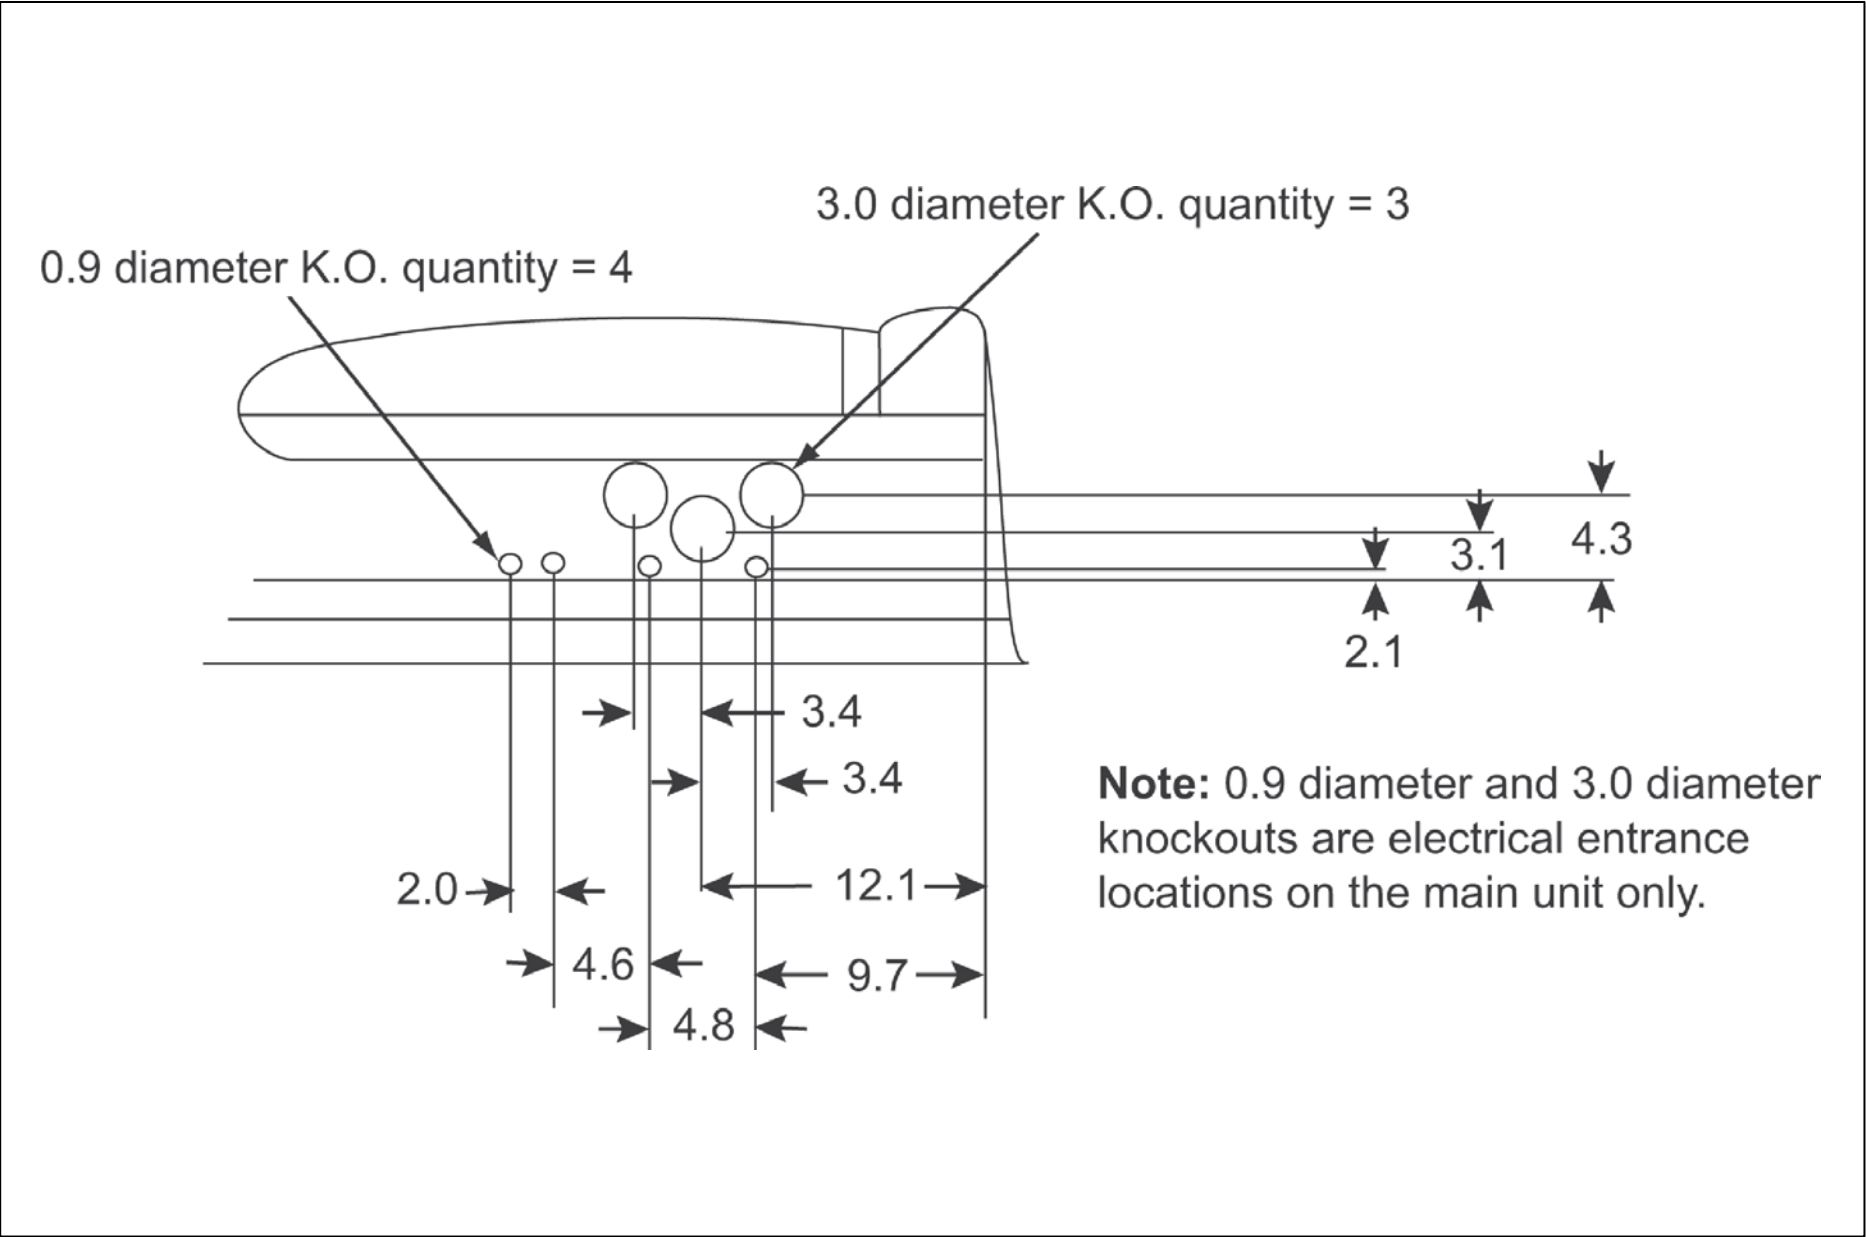 3.0 diameter K.O. quantity = 3
0.9 diameter K.O. quantity = 4
4.3
3.1
2.1
3.4
3.4
2.0
12.1
4.6
9.7
4.8
Note: 0.9 diameter and 3.0 diameter
knockouts are electrical entrance
locations on the main unit only.